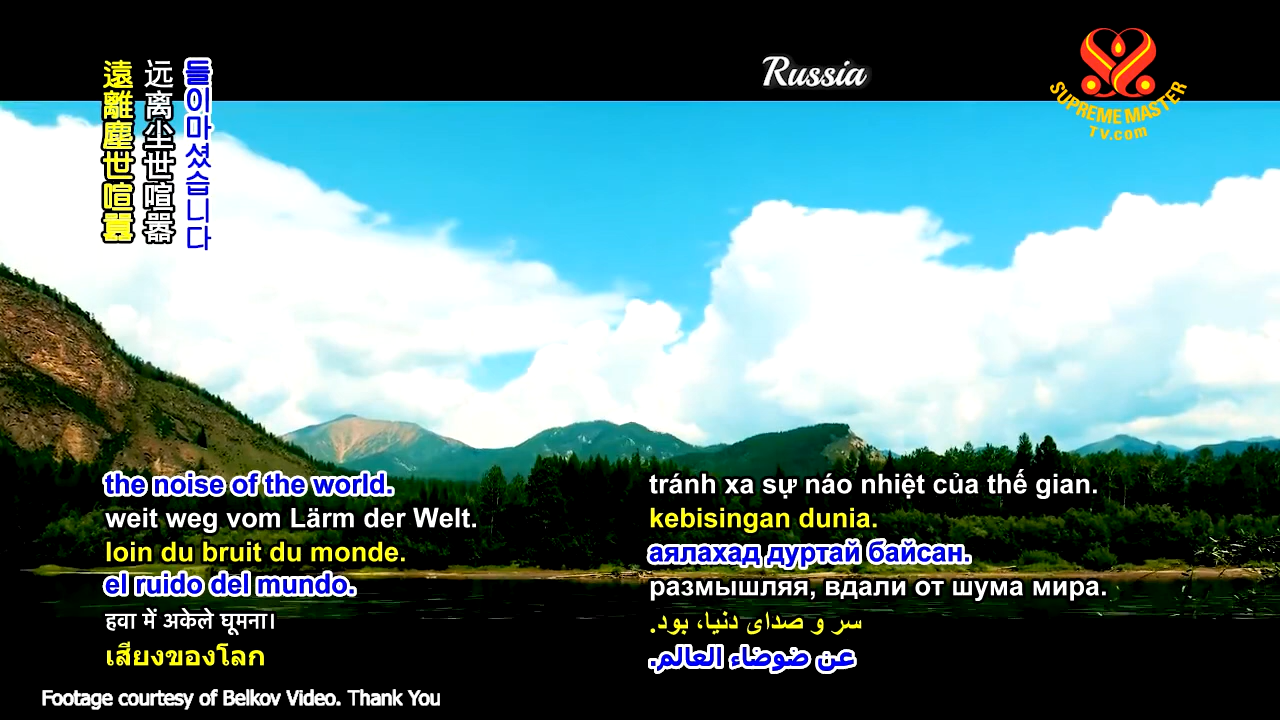 Russia
SUPREME MASTER
TV.com
遠離塵世喧囂
远离尘世喧嚣
들이마셨습니다
the noise of the world.
weit weg vom Lärm der Welt.
loin du bruit du monde.
el ruido del mundo.
हवा में अकेले घूमना।
เสียงของโลก
tránh xa sự náo nhiệt của thế gian.
kebisingan dunia.
аялахад дуртай байсан.
размышляя, вдали от шума мира.
سر و صدای دنیا، بود.
عن ضوضاء العالم.
Footage courtesy of Belkov Video. Thank You